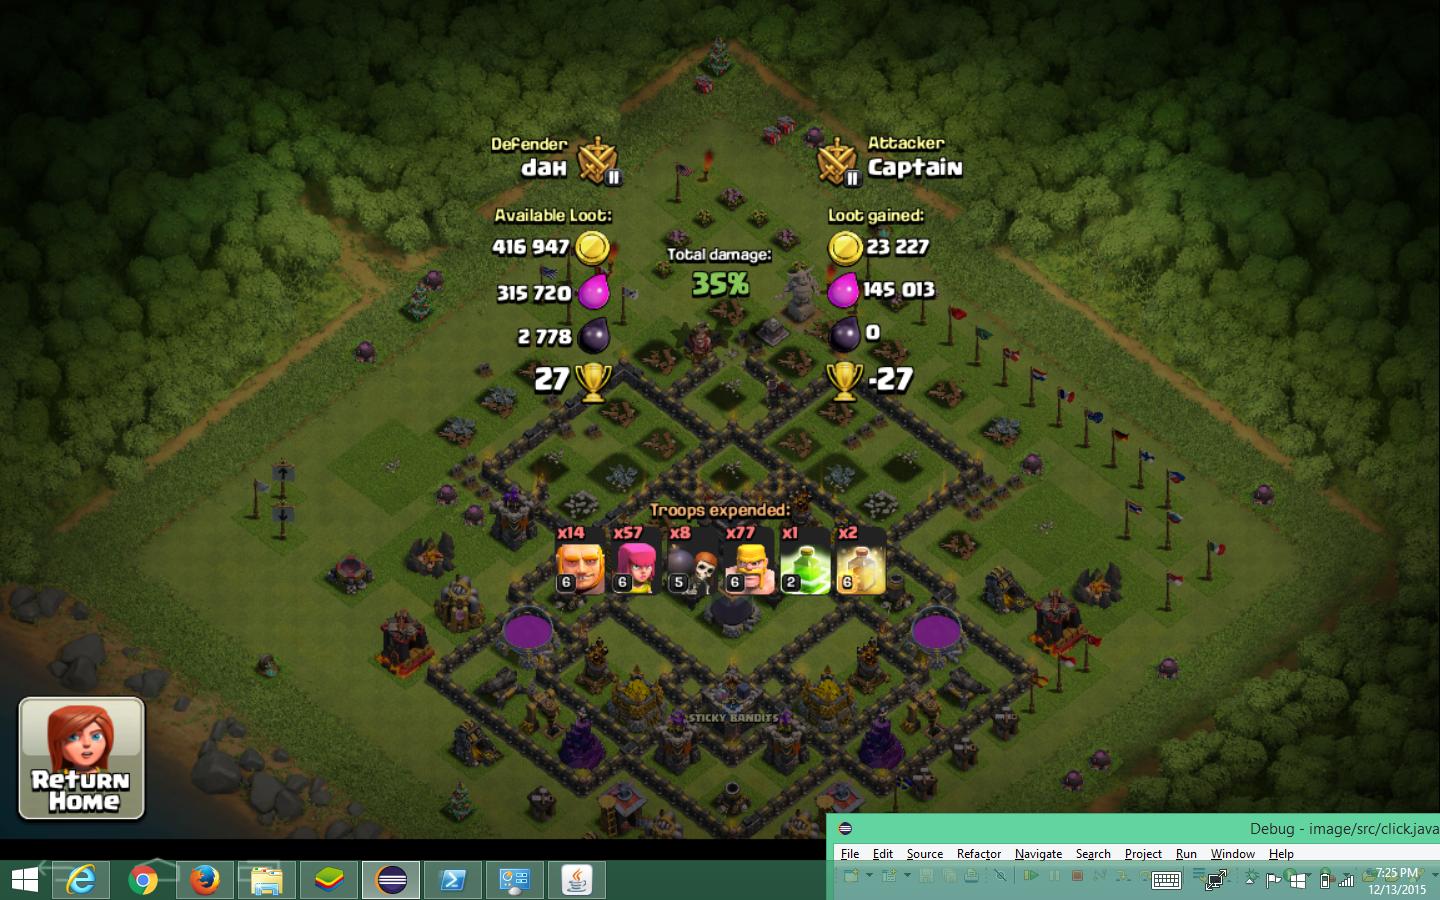 Defender
dah
Attacker
Captain
Available Loot:
416 947
315 720
2 778
27
Total damage:
35%
Loot gained:
23 227
145 013
0
-27
Troops expended:
x14
x57
x8
x77
x1
x2
6
6
5
6
2
6
STICKY BANDITS
Return
Home
Debug - image/src/click.java
File Edit Source Refactor Navigate Search Project Run Window Help
7:25 PM
12/13/2015